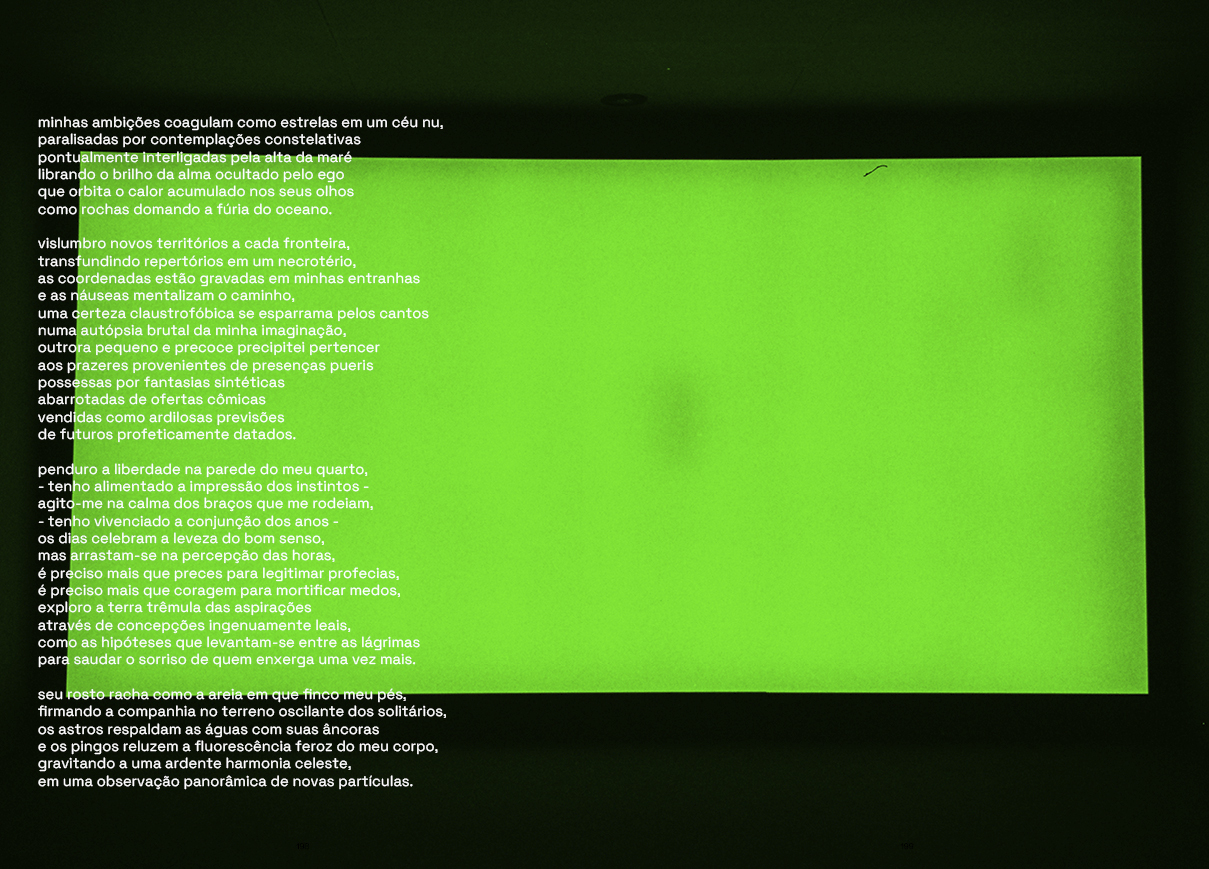 minhas ambições coagulam como estrelas em um céu nu,
paralisadas por contemplações constelativas
pontualmente interligadas pela alta da maré
librando o brilho da alma ocultado pelo ego
que orbita o calor acumulado nos seus olhos
como rochas domando a fúria do oceano.

vislumbro novos territórios a cada fronteira,
transfundindo repertórios em um necrotério,
as coordenadas estão gravadas em minhas entranhas
e as náuseas mentalizam o caminho,
uma certeza claustrofóbica se esparrama pelos cantos
numa autópsia brutal da minha imaginação,
outrora pequeno e precoce precipitei pertencer
aos prazeres provenientes de presenças pueris
possessas por fantasias sintéticas
abarrotadas de ofertas cômicas
vendidas como ardilosas previsões
de futuros profeticamente datados.

penduro a liberdade na parede do meu quarto,
- tenho alimentado a impressão dos instintos -
agito-me na calma dos braços que me rodeiam,
- tenho vivenciado a conjunção dos anos -
os dias celebram a leveza do bom senso,
mas arrastam-se na percepção das horas,
é preciso mais que preces para legitimar profecias,
é preciso mais que coragem para mortificar medos,
exploro a terra trêmula das aspirações
através de concepções ingenuamente leais,
como as hipóteses que levantam-se entre as lágrimas
para saudar o sorriso de quem enxerga uma vez mais.

seu rosto racha como a areia em que finco meu pés,
firmando a companhia no terreno oscilante dos solitários,
os astros respaldam as águas com suas âncoras
e os pingos reluzem a fluorescência feroz do meu corpo,
gravitando a uma ardente harmonia celeste,
em uma observação panorâmica de novas partículas.